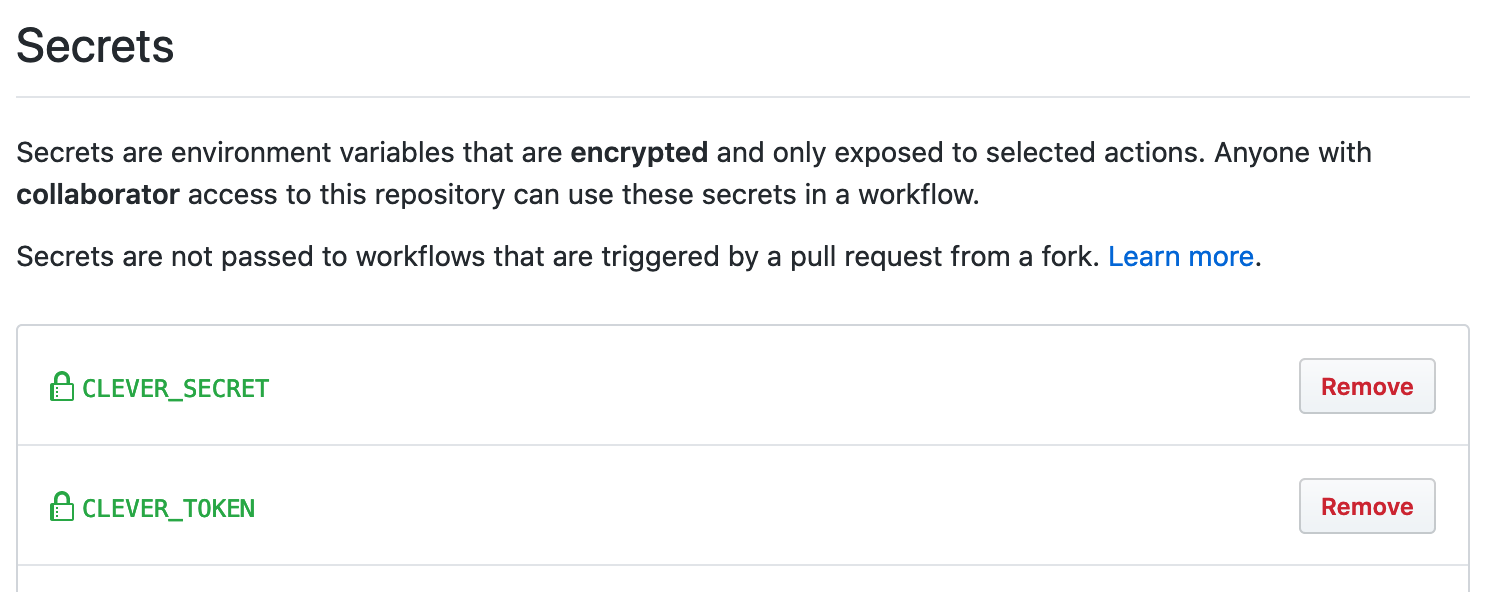 Secrets
Secrets are environment variables that are encrypted and only exposed to selected actions. Anyone with
collaborator access to this repository can use these secrets in a workflow.
Secrets are not passed to workflows that are triggered by a pull request from a fork. Learn more.
CLEVER_SECRET
Remove
CLEVER_TOKEN
Remove